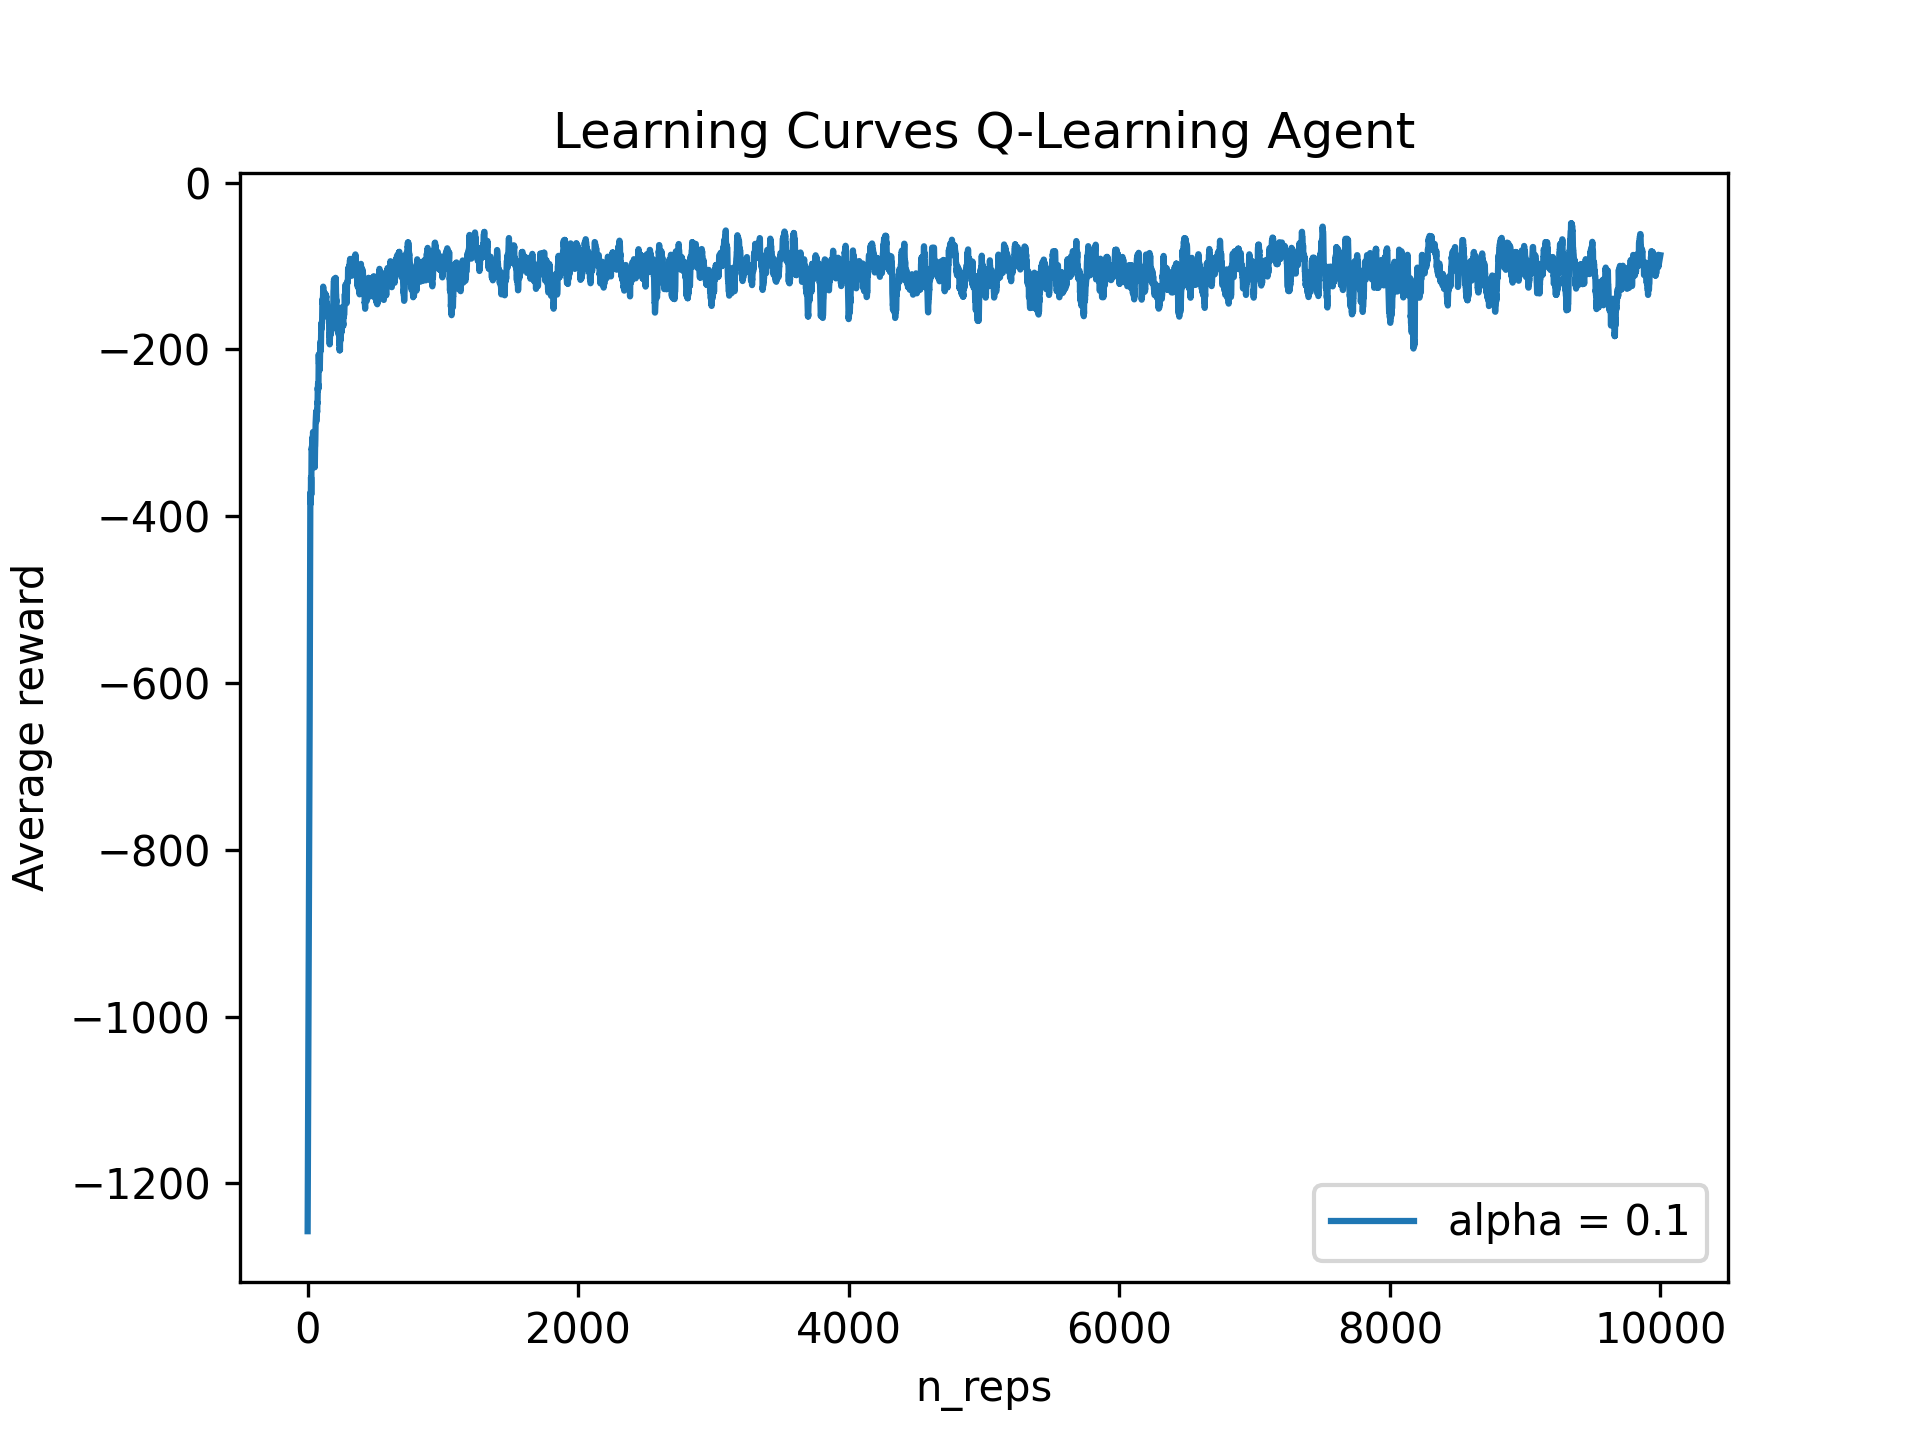 Learning Curves Q-Learning Agent
0
−200
−400
−600
−800
−1000
−1200
Average reward
alpha = 0.1
0 2000 4000 6000 8000 10000
n_reps